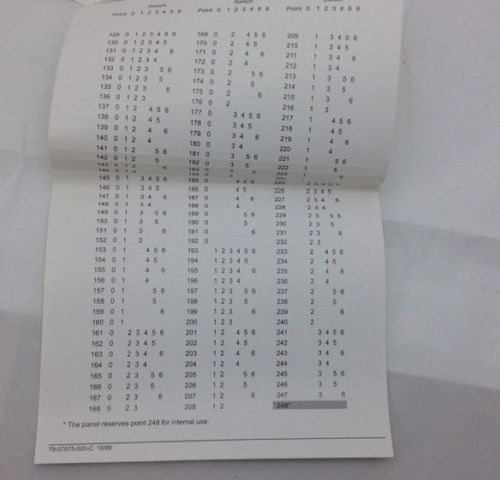 Switch Switch Switch
Point 0 1 2 3 4 5 6 Point 0 1 2 3 4 5 6 Point 0 1 2 3 4 5 6
129 0 1 2 3 4 5 6 169 0 2 4 5 6 209 1 3 4 5 6
130 0 1 2 3 4 5 170 0 2 4 5 210 1 3 4 5
131 0 1 2 3 4 6 171 0 2 4 6 211 1 3 4 6
132 0 1 2 3 4 172 0 2 4 212 1 3 4
133 0 1 2 3 5 6 173 0 2 5 6 213 1 3 5 6
134 0 1 2 3 5 174 0 2 5 214 1 3 5
135 0 1 2 3 6 175 0 2 6 215 1 3 6
136 0 1 2 3 176 0 2 216 1 3
137 0 1 2 4 5 6 177 0 3 4 5 6 217 1 4 5 6
138 0 1 2 4 5 178 0 3 4 5 218 1 4 5
139 0 1 2 4 6 179 0 3 4 6 219 1 4 6
140 0 1 2 4 180 0 3 4 220 1 4
141 0 1 2 5 6 181 0 3 5 6 221 1 5 6
142 0 1 2 5 182 0 3 5 222 1 5
145 0 1 3 4 5 6 185 0 4 5 6 225 2 3 4 5 6
146 0 1 3 4 5 186 0 4 5 226 2 3 4 5
147 0 1 3 4 6 187 0 4 6 227 2 3 4 6
148 0 1 3 4 188 0 4 228 2 3 4
149 0 1 3 5 6 189 0 5 6 229 2 3 5 6
150 0 1 3 5 190 0 5 230 2 3 5
151 0 1 3 6 191 0 6 231 2 3 6
152 0 1 3 192 0 232 2 3
153 0 1 4 5 6 193 1 2 3 4 5 6 233 2 4 5 6
154 0 1 4 5 194 1 2 3 4 5 234 2 4 5
155 0 1 4 6 195 1 2 3 4 6 235 2 4 6
156 0 1 4 196 1 2 3 4 236 2 4
157 0 1 5 6 197 1 2 3 5 6 237 2 5 6
158 0 1 5 198 1 2 3 5 238 2 5
159 0 1 6 199 1 2 3 6 239 2 6
160 0 1 200 1 2 3 240 2
161 0 2 3 4 5 6 201 1 2 4 5 6 241 3 4 5 6
162 0 2 3 4 5 202 1 2 4 5 242 3 4 5
163 0 2 3 4 6 203 1 2 4 6 243 3 4 6
164 0 2 3 4 204 1 2 4 244 3 4
165 0 2 3 5 6 205 1 2 5 6 245 3 5 6
166 0 2 3 5 206 1 2 5 246 3 5
167 0 2 3 6 207 1 2 6 247 3 6
168 0 2 3 208 1 2 248*
* The panel reserves point 248 for internal use.
79-07675-000-C 10/99